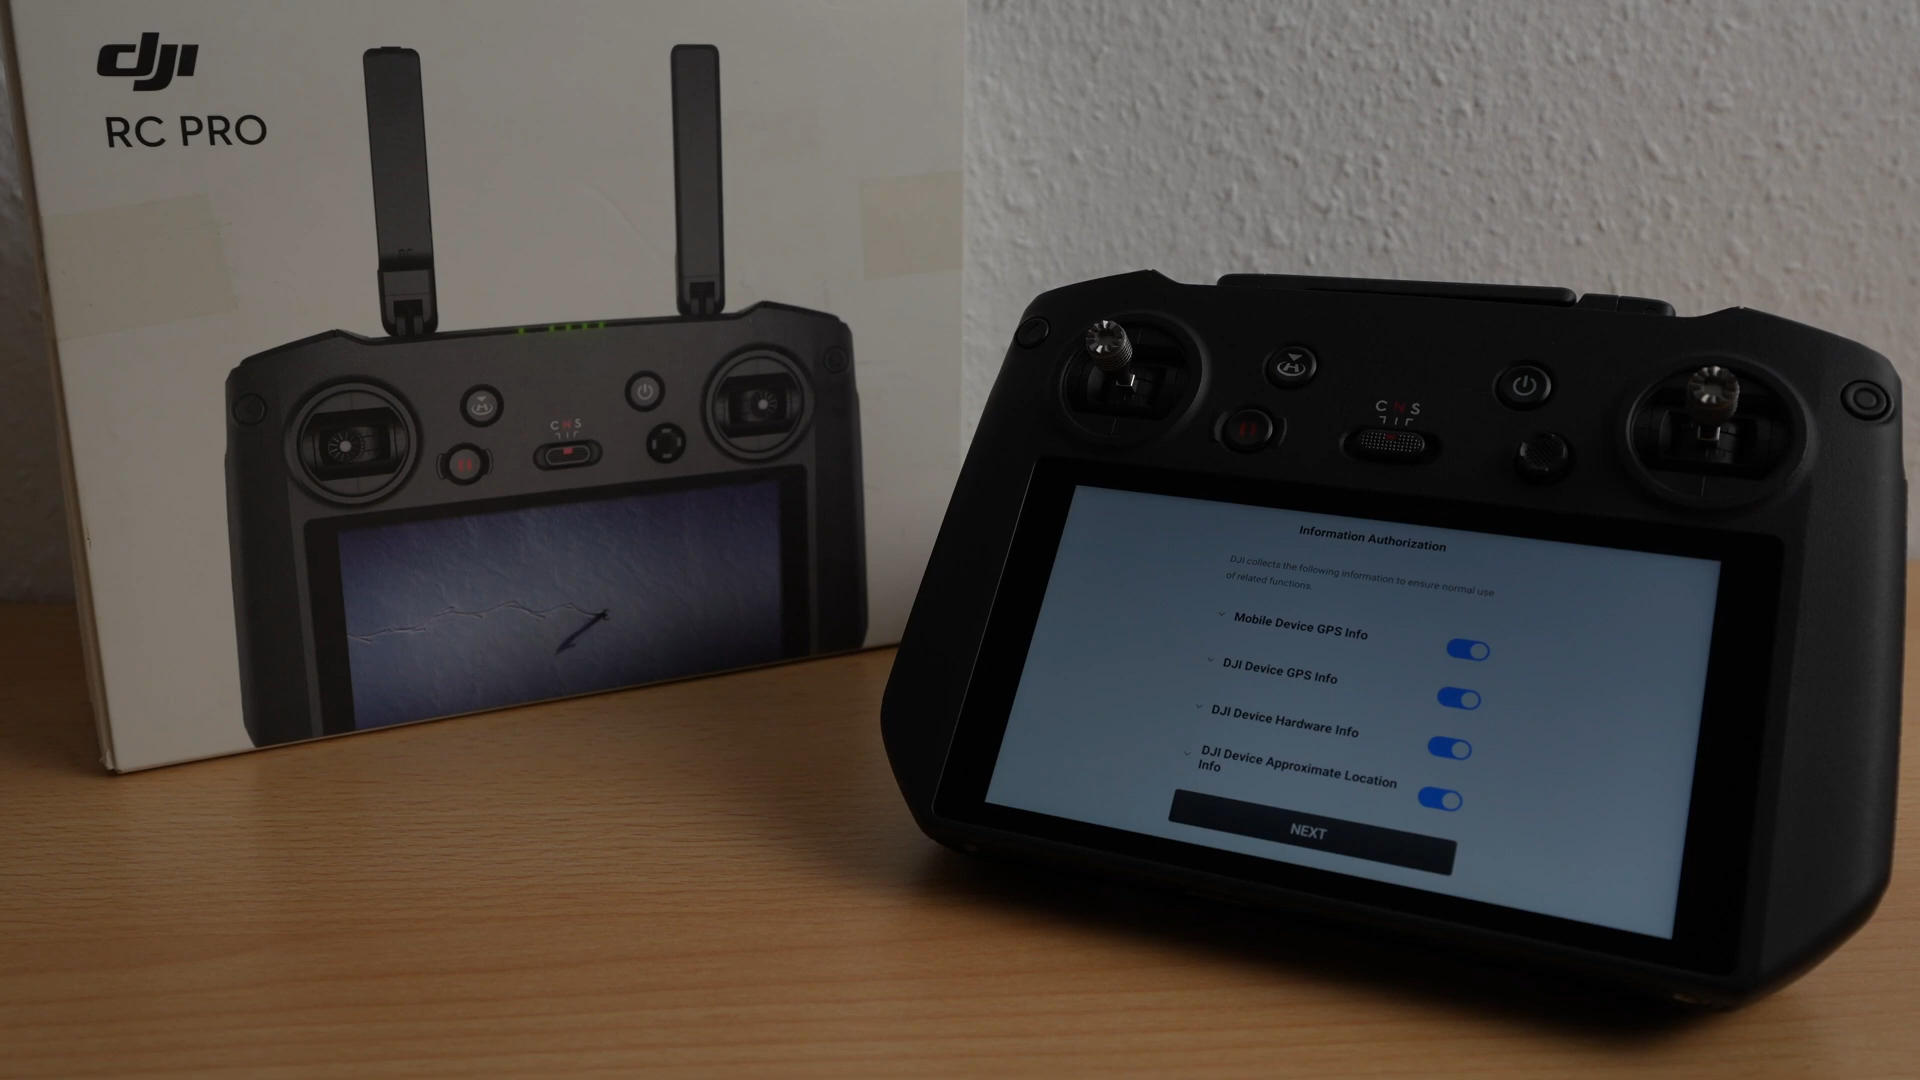 dji
RC PRO
C N S
C N S
Information Authorization
DJI collects the following information to ensure normal use
of related functions.
Mobile Device GPS Info
DJI Device GPS Info
DJI Device Hardware Info
DJI Device Approximate Location
Info
NEXT